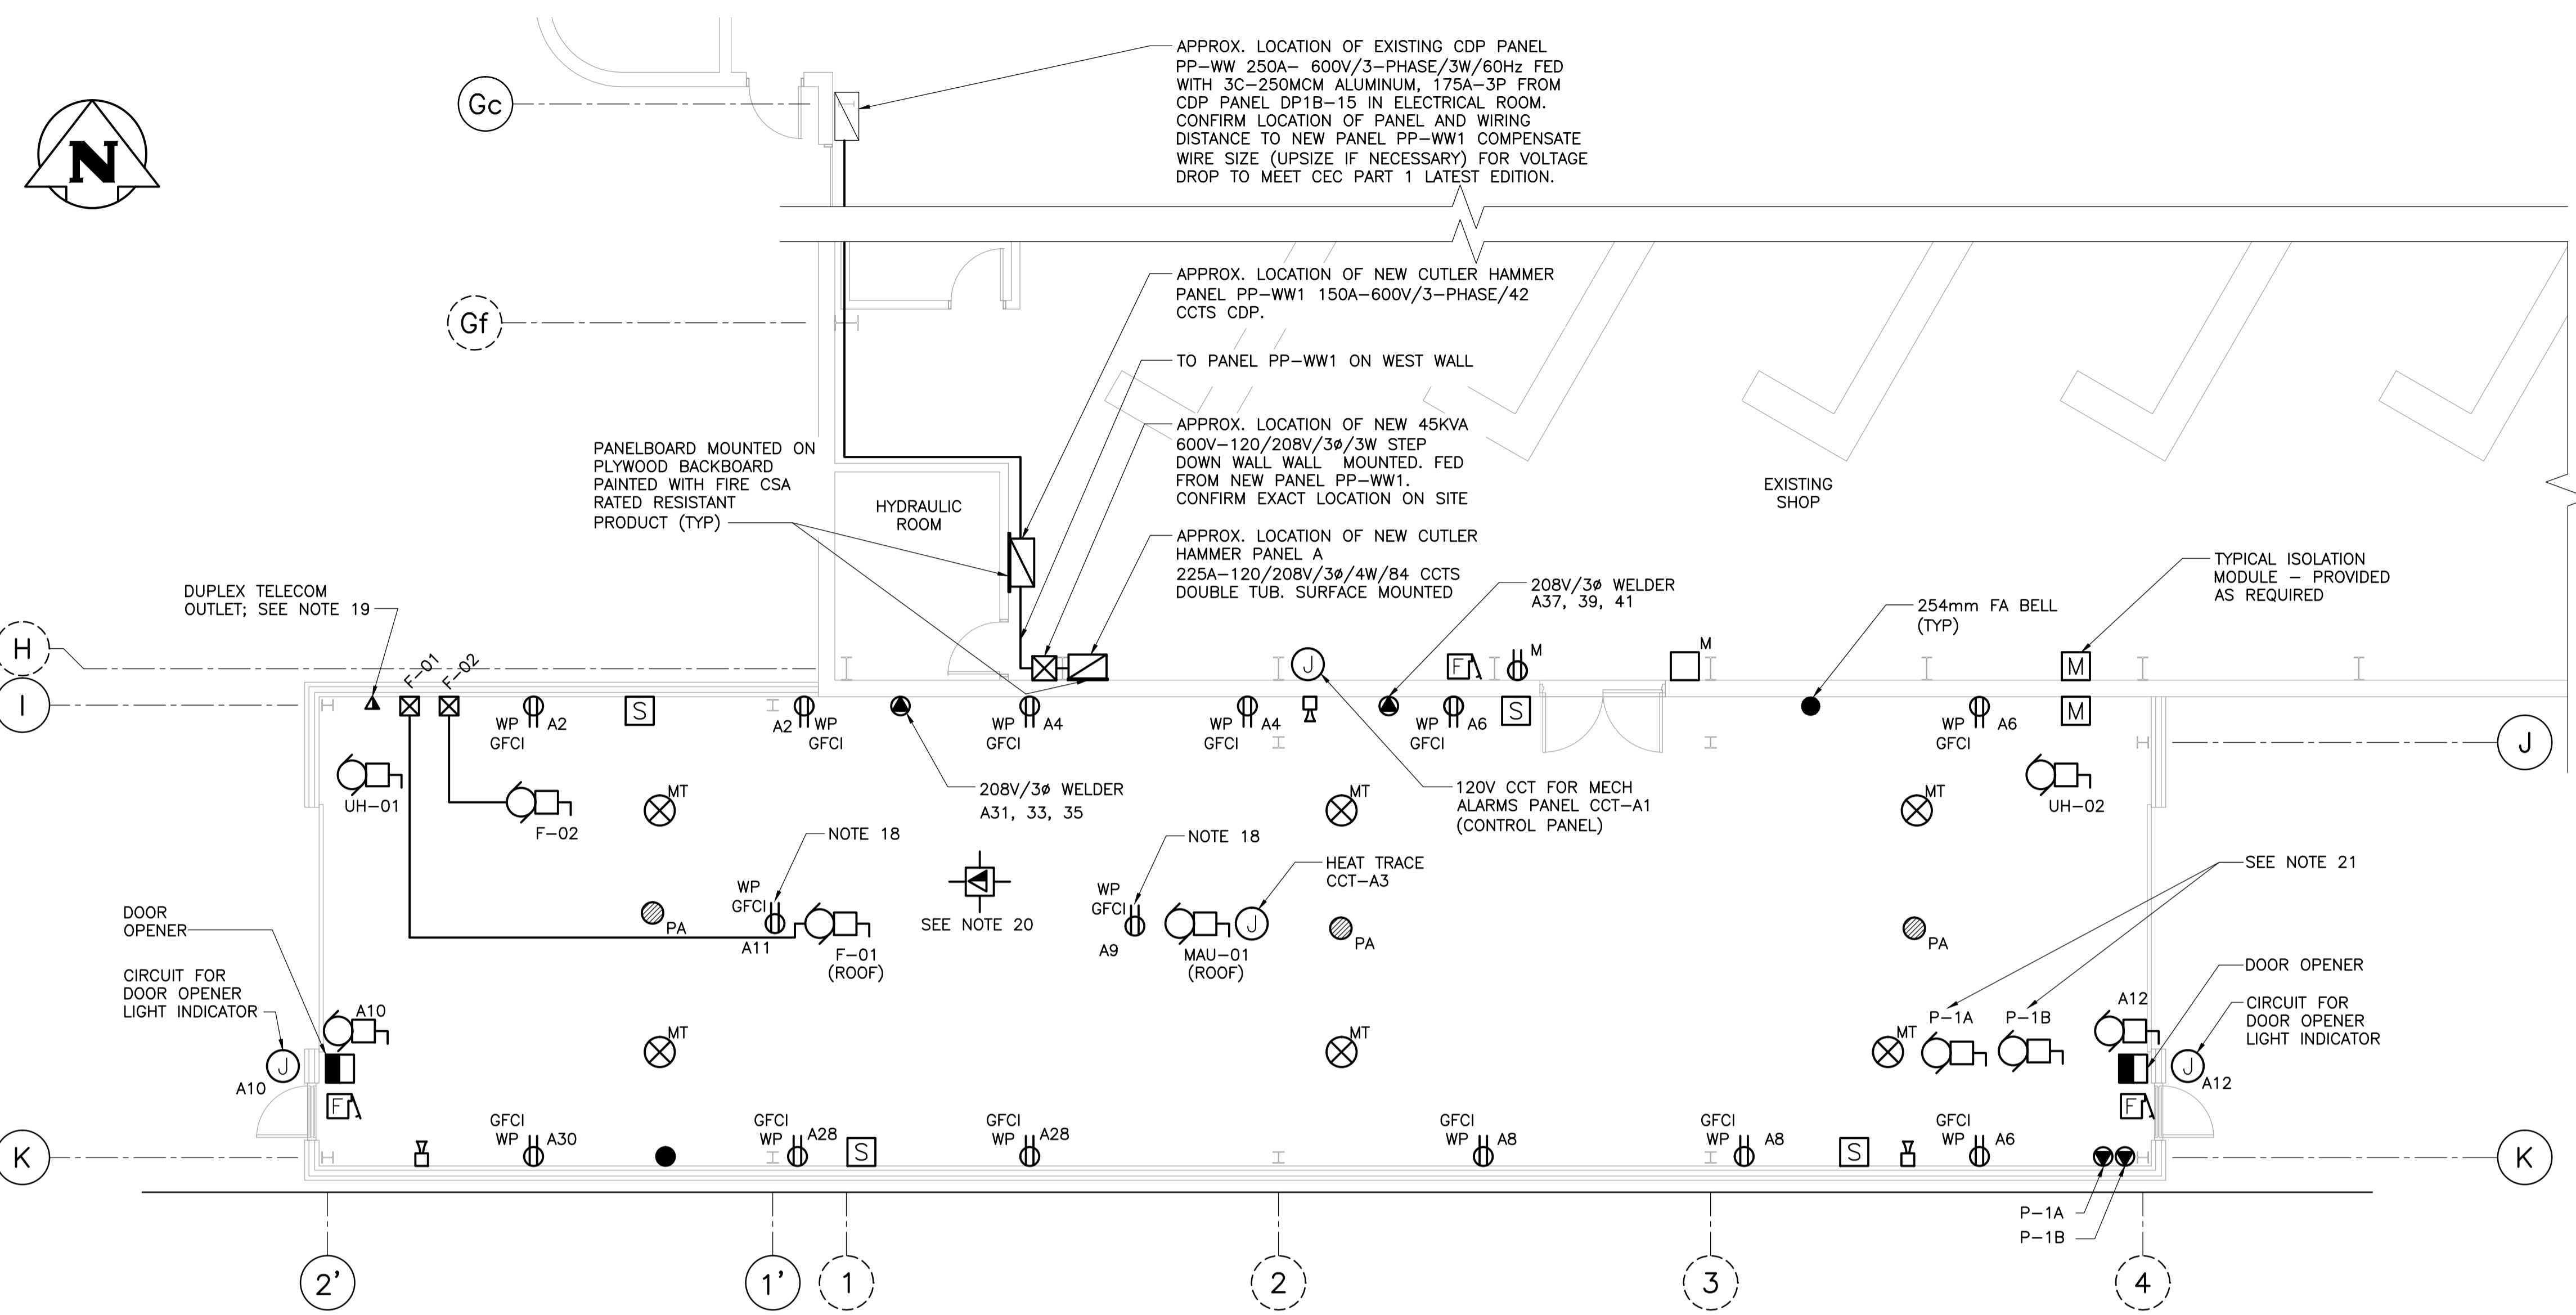 APPROX. LOCATION OF EXISTING CDP PANEL
PP-WW 250A- 600V/3-PHASE/3W/60Hz FED
WITH 3C-250MCM ALUMINUM, 175A-3P FROM
CDP PANEL DP1B-15 IN ELECTRICAL ROOM.
CONFIRM LOCATION OF PANEL AND WIRING
DISTANCE TO NEW PANEL PP-WW1 COMPENSATE
WIRE SIZE (UPSIZE IF NECESSARY) FOR VOLTAGE
DROP TO MEET CEC PART 1 LATEST EDITION.
Gc
N
APPROX. LOCATION OF NEW CUTLER HAMMER
PANEL PP-WW1 150A-600V/3-PHASE/42
CCTS CDP.
Gf
TO PANEL PP-WW1 ON WEST WALL
APPROX. LOCATION OF NEW 45KVA
600V-120/208V/3ø/3W STEP
DOWN WALL WALL MOUNTED. FED
FROM NEW PANEL PP-WW1.
CONFIRM EXACT LOCATION ON SITE
PANELBOARD MOUNTED ON
PLYWOOD BACKBOARD
PAINTED WITH FIRE CSA
RATED RESISTANT
PRODUCT (TYP)
HYDRAULIC
ROOM
EXISTING
SHOP
APPROX. LOCATION OF NEW CUTLER
HAMMER PANEL A
225A-120/208V/3ø/4W/84 CCTS
DOUBLE TUB. SURFACE MOUNTED
208V/3ø WELDER
A37, 39, 41
254mm FA BELL
(TYP)
TYPICAL ISOLATION
MODULE - PROVIDED
AS REQUIRED
DUPLEX TELECOM
OUTLET; SEE NOTE 19
H
F-01
F-02
J
F
M
M
M
I
WP
GFCI
A2
S
A2
WP
GFCI
WP
GFCI
A4
WP
GFCI
A4
WP
GFCI
A6
S
WP
GFCI
A6
M
J
UH-01
F-02
MT
208V/3ø WELDER
A31, 33, 35
MT
120V CCT FOR MECH
ALARMS PANEL CCT-A1
(CONTROL PANEL)
MT
UH-02
NOTE 18
NOTE 18
HEAT TRACE
CCT-A3
SEE NOTE 21
WP
GFCI
A11
PA
F-01
(ROOF)
SEE NOTE 20
WP
GFCI
A9
MAU-01
(ROOF)
J
PA
PA
DOOR
OPENER
CIRCUIT FOR
DOOR OPENER
LIGHT INDICATOR
DOOR OPENER
CIRCUIT FOR
DOOR OPENER
LIGHT INDICATOR
A10
J
A10
F
MT
MT
MT
P-1A
P-1B
A12
J
A12
F
GFCI
WP
A30
GFCI
WP
A28
S
GFCI
WP
A28
GFCI
WP
A8
GFCI
WP
A8
S
GFCI
WP
A6
K
K
P-1A
P-1B
2'
1'
1
2
3
4